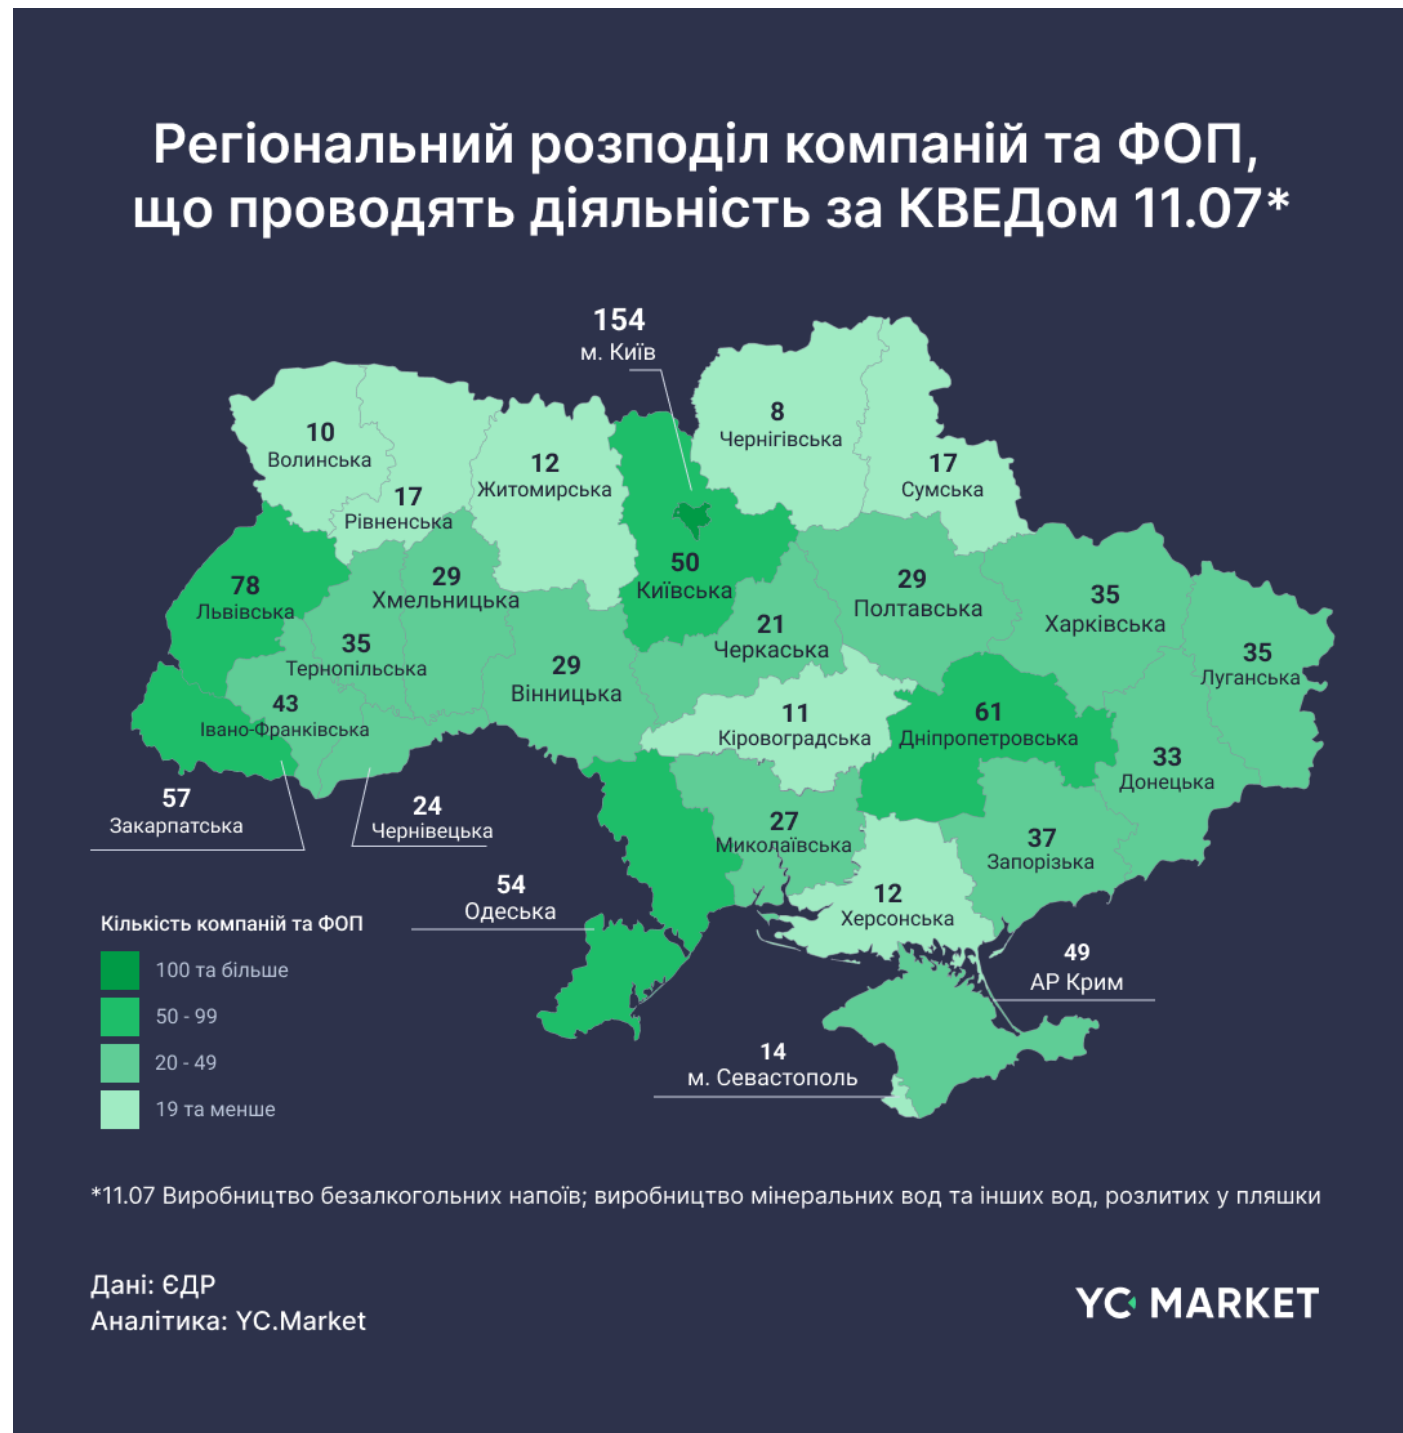 Регіональний розподіл компаній та ФОП,
що проводять діяльність за КВЕДом 11.07*
154
м. Київ
8
Чернігівська
10
Волинська
17
Рівненська
12
Житомирська
17
Сумська
78
Львівська
29
Хмельницька
50
Київська
29
Полтавська
35
Харківська
35
Тернопільська
21
Черкаська
35
Луганська
29
Вінницька
43
Івано-Франківська
11
Кіровоградська
61
Дніпропетровська
33
Донецька
57
Закарпатська
24
Чернівецька
27
Миколаївська
37
Запорізька
54
Одеська
12
Херсонська
49
АР Крим
14
м. Севастополь
Кількість компаній та ФОП
100 та більше
50 - 99
20 - 49
19 та менше
*11.07 Виробництво безалкогольних напоїв; виробництво мінеральних вод та інших вод, розлитих у пляшки
Дані: ЄДР
Аналітика: YC.Market
YC MARKET